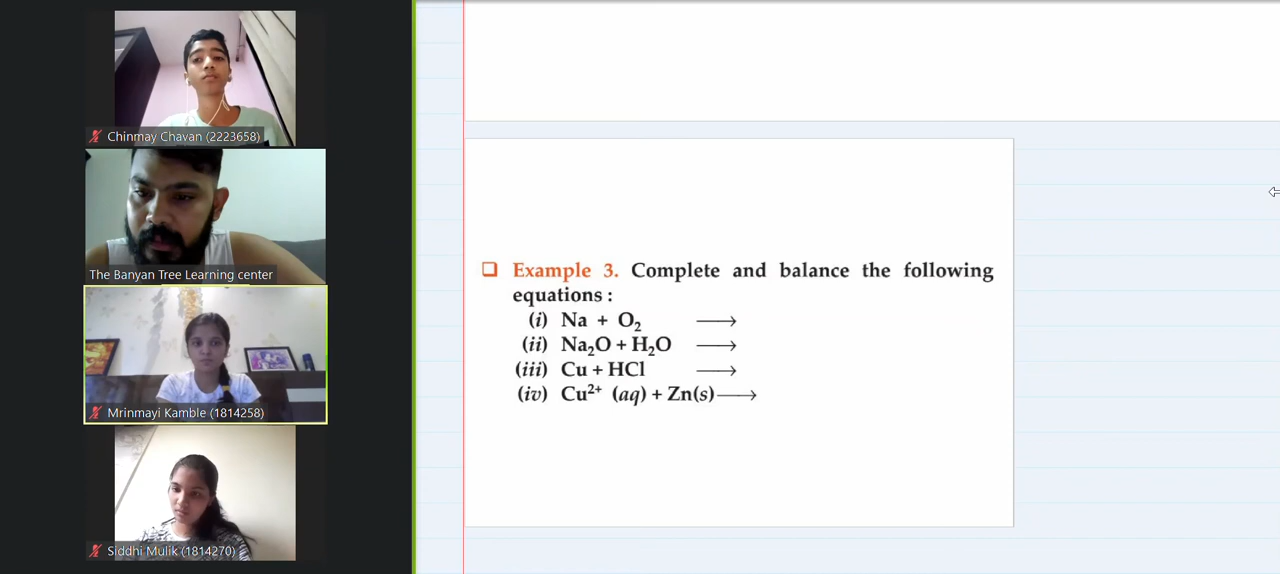 Chinmay Chavan (2223658)
The Banyan Tree Learning center
Mrinmayi Kamble (1814258)
Siddhi Mulik (1814270)
❑ Example 3. Complete and balance the following
equations :
(i) Na + O₂ ⟶
(ii) Na₂O + H₂O ⟶
(iii) Cu + HCl ⟶
(iv) Cu²⁺ (aq) + Zn(s) ⟶